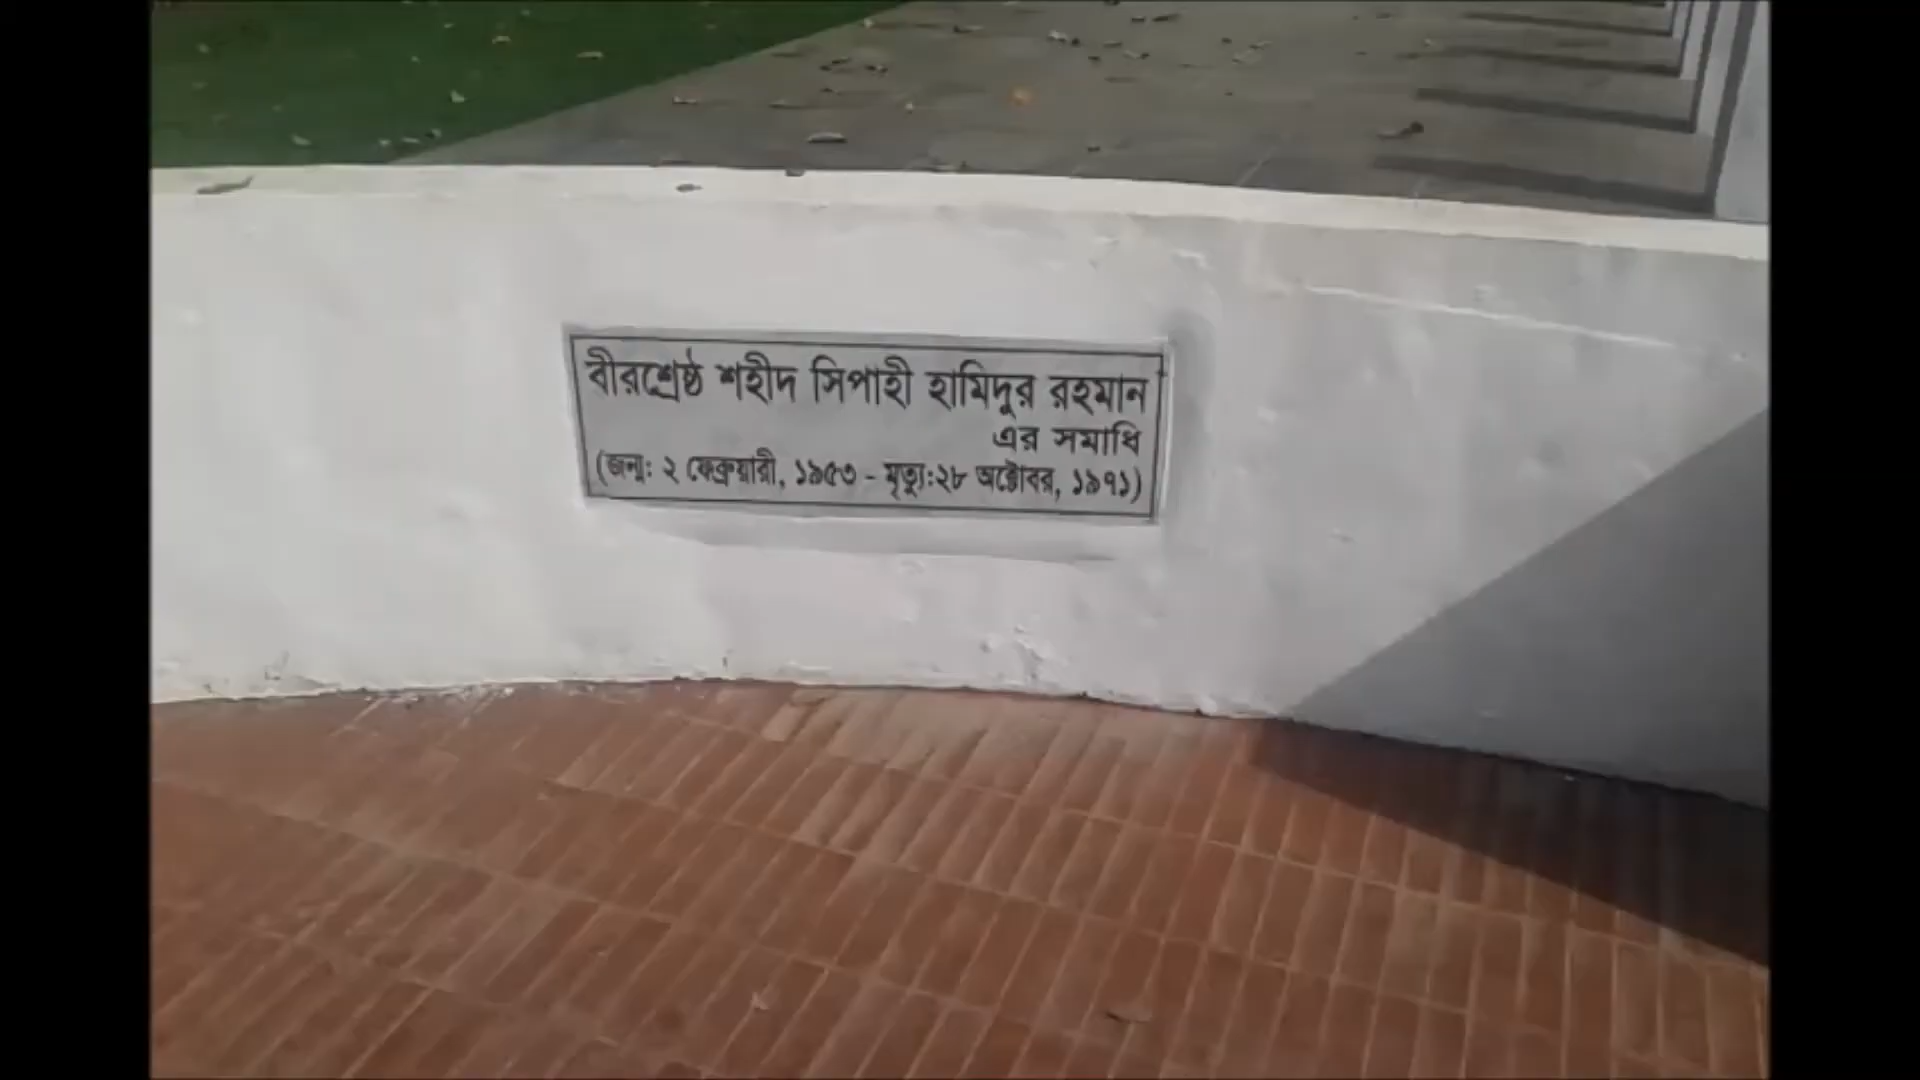 বীরশ্রেষ্ঠ শহীদ সিপাহী হামিদুর রহমান
এর সমাধি
(জন্ম: ২ ফেব্রুয়ারী, ১৯৫৩ - মৃত্যু:২৮ অক্টোবর, ১৯৭১)